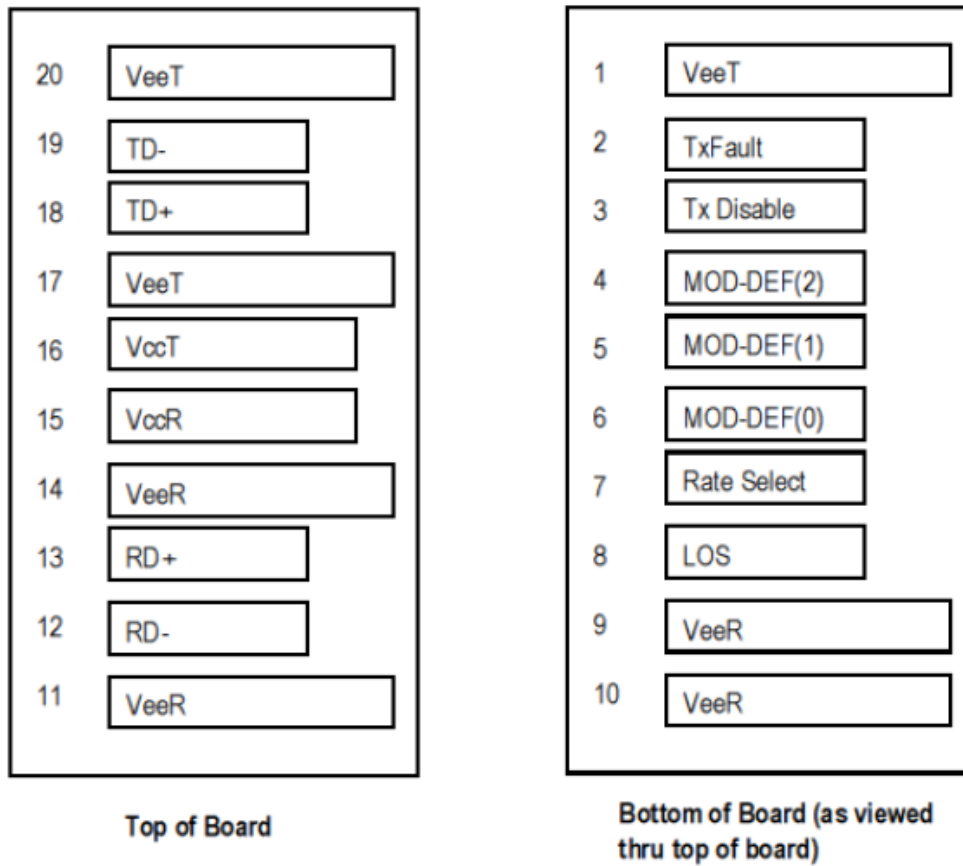 20 VeeT
19 TD-
18 TD+
17 VeeT
16 VccT
15 VccR
14 VeeR
13 RD+
12 RD-
11 VeeR
Top of Board
1 VeeT
2 TxFault
3 Tx Disable
4 MOD-DEF(2)
5 MOD-DEF(1)
6 MOD-DEF(0)
7 Rate Select
8 LOS
9 VeeR
10 VeeR
Bottom of Board (as viewed
thru top of board)